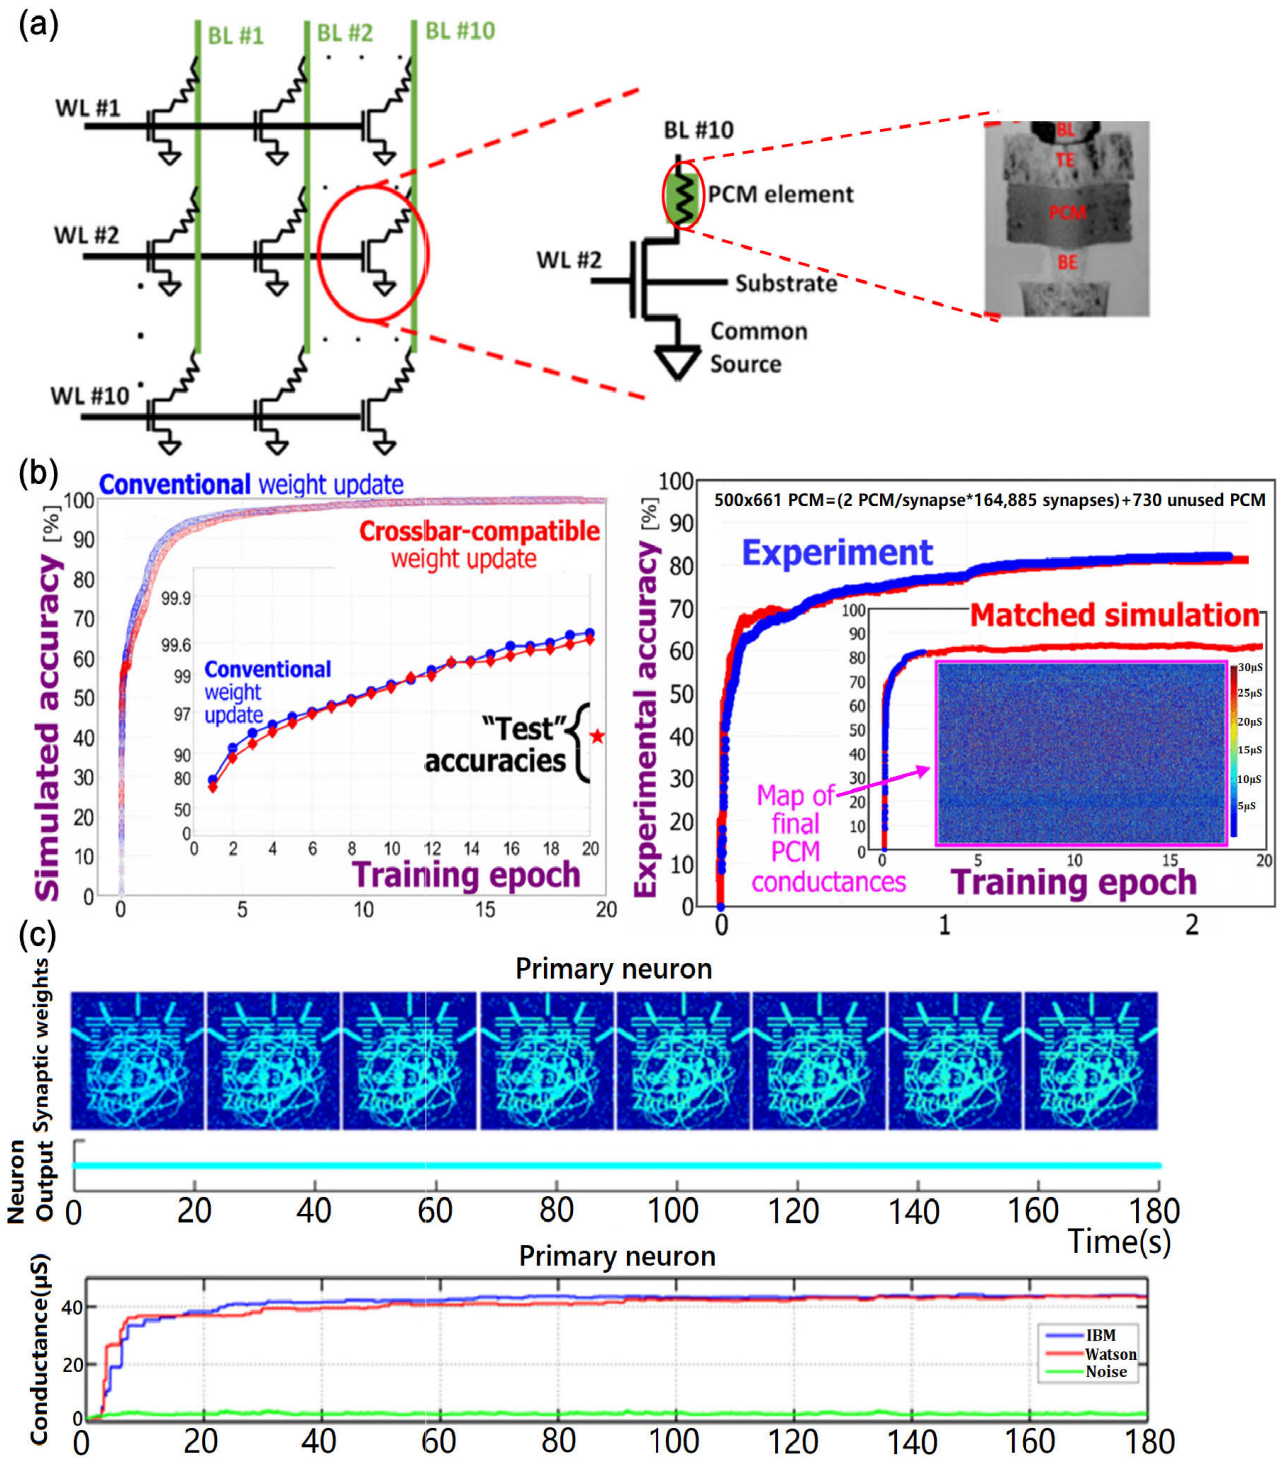 (a)
BL #1
BL #2
BL #10
WL #1
WL #2
WL #10
BL #10
PCM element
WL #2
Substrate
Common
Source
BL
TE
PCM
BE
(b)
Conventional weight update
Simulated accuracy [%]
100
90
80
70
60
50
40
30
20
10
0
Crossbar-compatible
weight update
99.9
99.6
99
97
90
80
50
0
Conventional
weight
update
"Test"
accuracies
0 2 4 6 8 10 12 14 16 18 20
Training epoch
0 5 10 15 20
Experimental accuracy [%]
100
90
80
70
60
50
40
30
20
10
0
500x661 PCM=(2 PCM/synapse*164,885 synapses)+730 unused PCM
Experiment
Matched simulation
100
90
80
70
60
50
40
30
20
10
0
30μS
25μS
20μS
15μS
10μS
5μS
Map of
final
PCM
conductances
0 5 10 15 20
Training epoch
0 1 2
(c)
Primary neuron
Synaptic weights
Neuron
Output
0 20 40 60 80 100 120 140 160 180
Time(s)
Primary neuron
Conductance(μS)
40
20
0
IBM
Watson
Noise
0 20 40 60 80 100 120 140 160 180